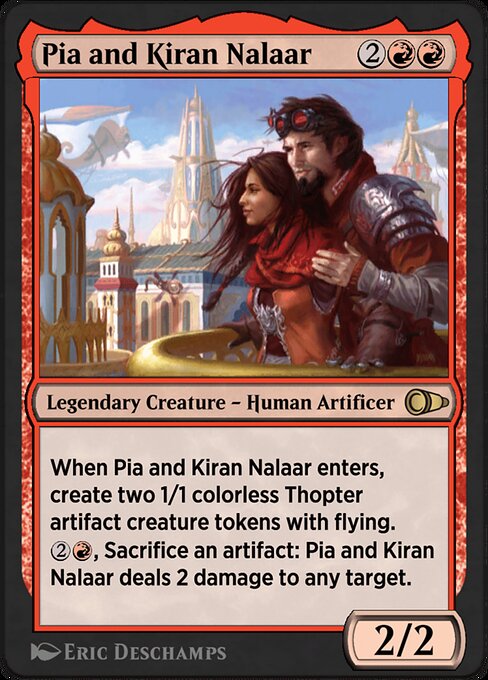 Pia and Kiran Nalaar 2
Legendary Creature – Human Artificer
When Pia and Kiran Nalaar enters,
create two 1/1 colorless Thopter
artifact creature tokens with flying.
2, Sacrifice an artifact: Pia and Kiran
Nalaar deals 2 damage to any target.
2/2
Eric Deschamps